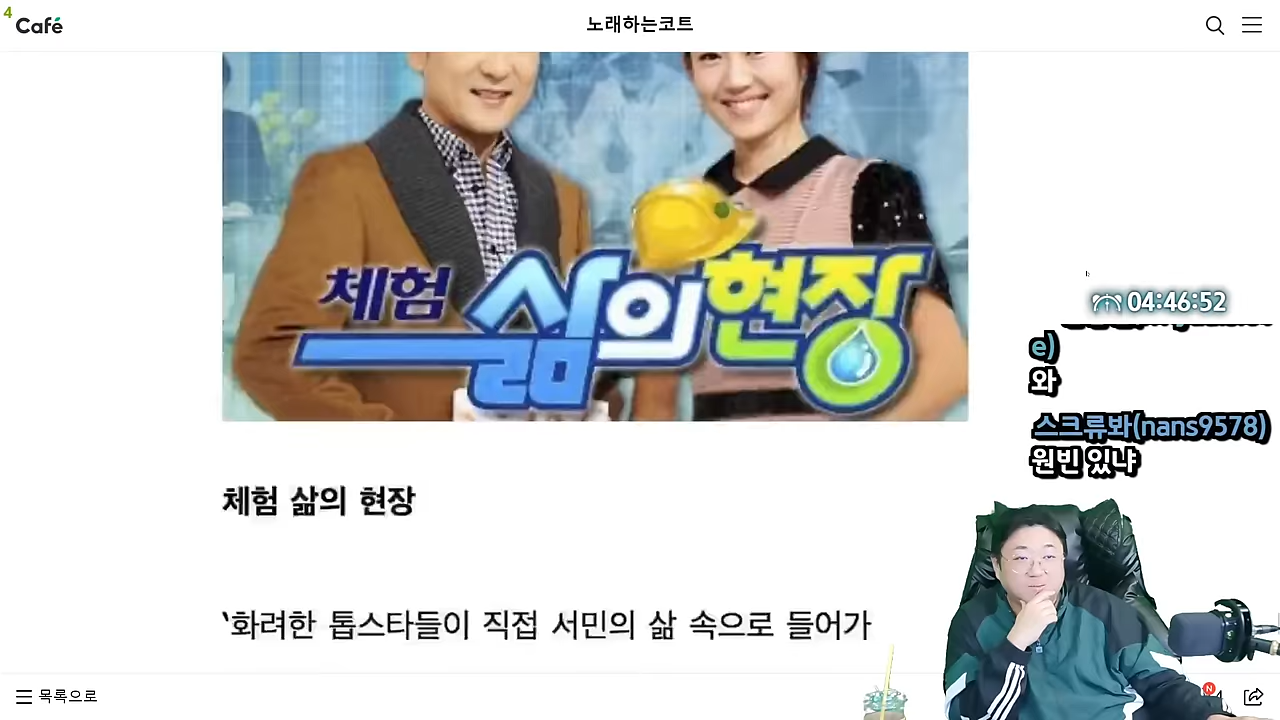 4
Café
노래하는코트
체험 삶의현장
04:46:52
e)
와
스크류봐(nans9578)
원빈 있냐
체험 삶의 현장
‘화려한 톱스타들이 직접 서민의 삶 속으로 들어가
목록으로
N